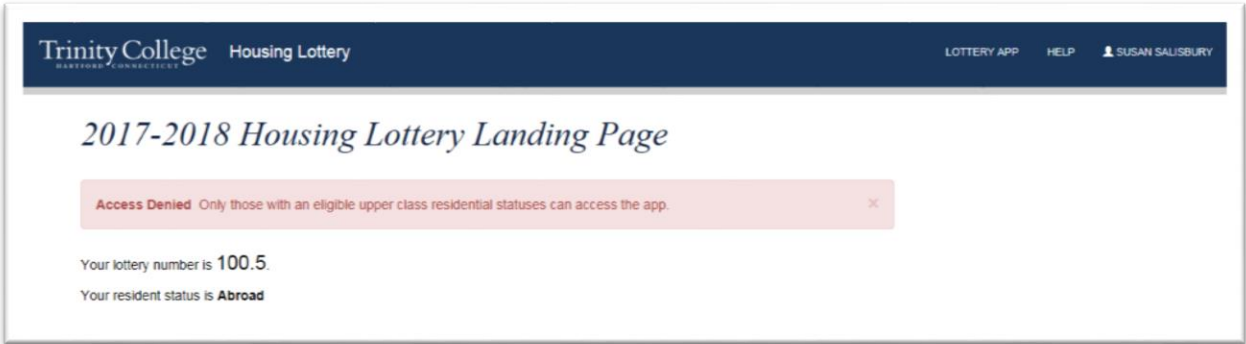 Trinity College Housing Lottery LOTTERY APP HELP SUSAN SALISBURY
HARTFORD CONNECTICUT
2017-2018 Housing Lottery Landing Page
Access Denied Only those with an eligible upper class residential statuses can access the app. ×
Your lottery number is 100.5.
Your resident status is Abroad